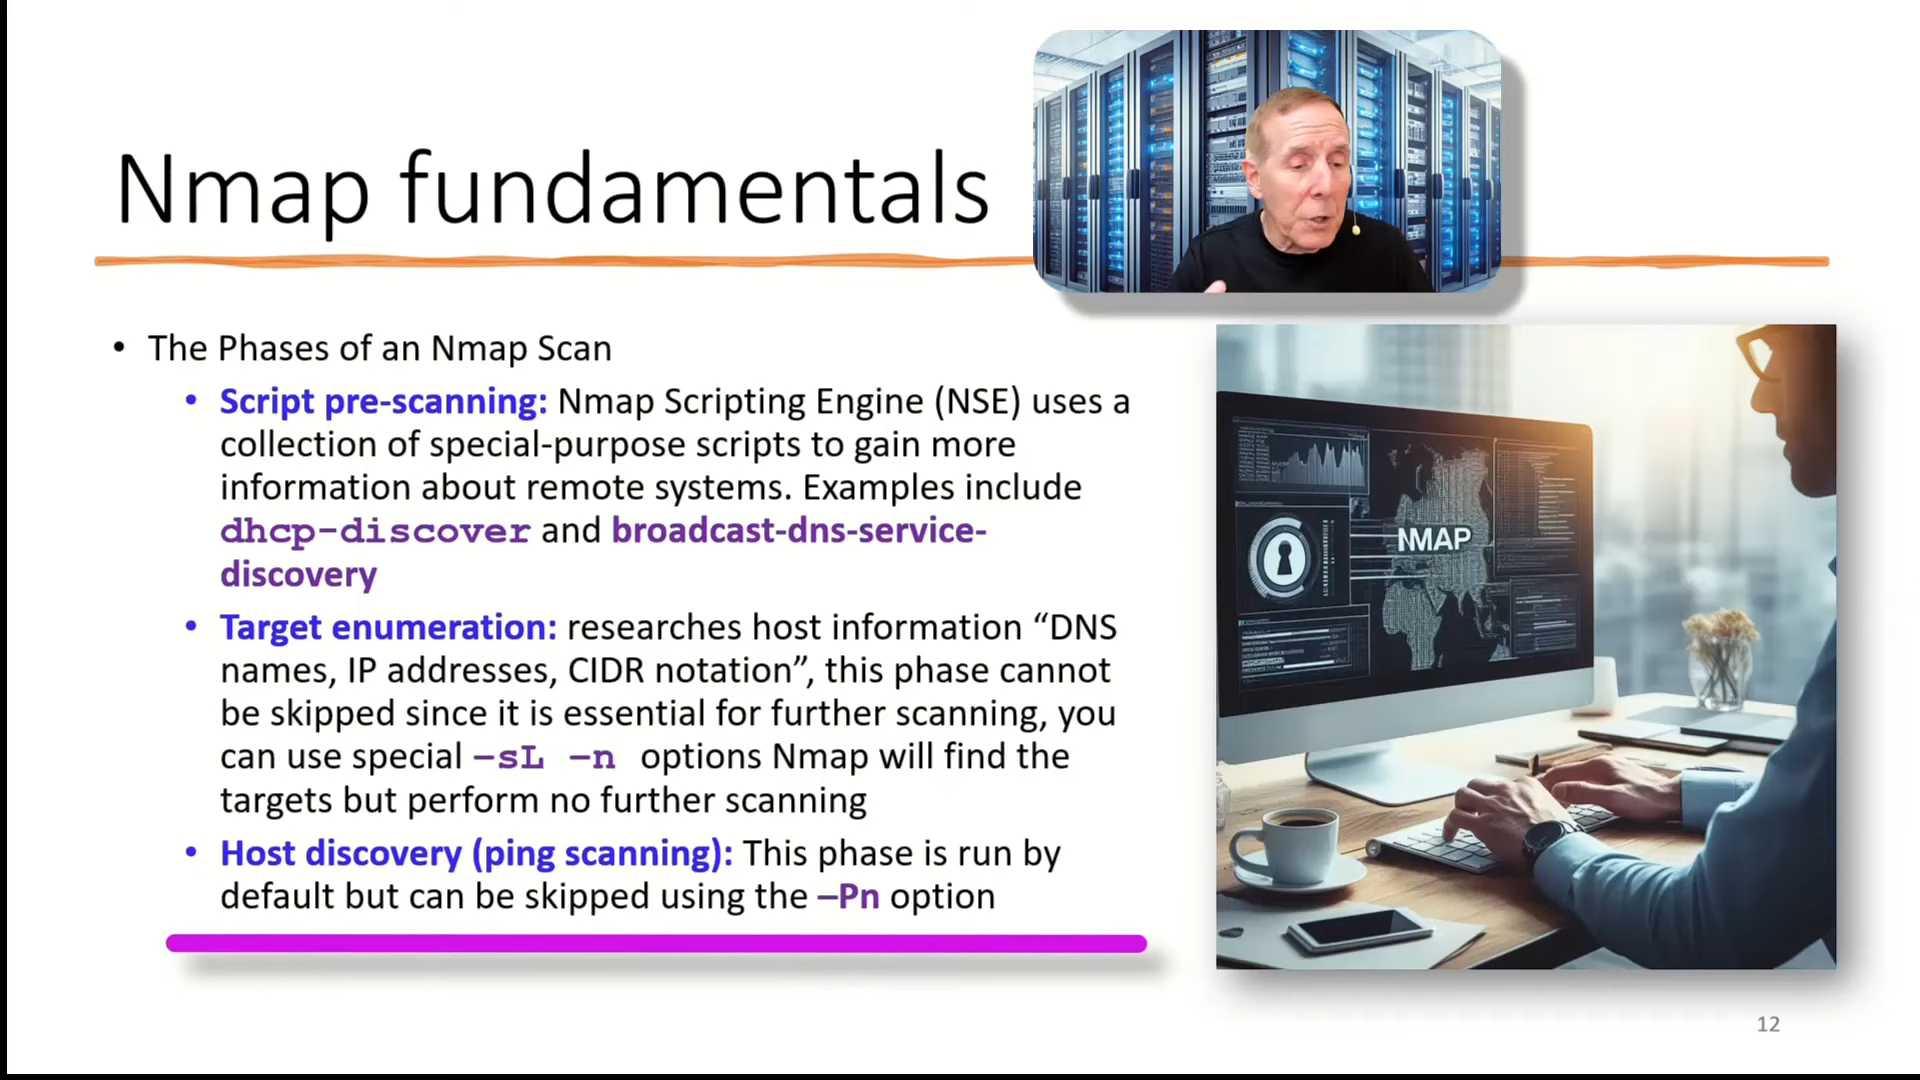 Nmap fundamentals
• The Phases of an Nmap Scan
• Script pre-scanning: Nmap Scripting Engine (NSE) uses a
collection of special-purpose scripts to gain more
information about remote systems. Examples include
dhcp-discover and broadcast-dns-service-
discovery
• Target enumeration: researches host information “DNS
names, IP addresses, CIDR notation”, this phase cannot
be skipped since it is essential for further scanning, you
can use special –sL –n options Nmap will find the
targets but perform no further scanning
• Host discovery (ping scanning): This phase is run by
default but can be skipped using the –Pn option
NMAP
12